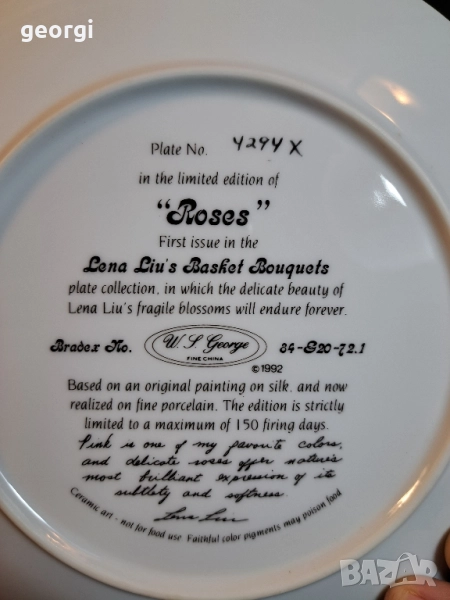 georgi
Plate No. 4294 X
in the limited edition of
"Roses"
First issue in the
Lena Liu's Basket Bouquets
plate collection, in which the delicate beauty of
Lena Liu's fragile blossoms will endure forever.
Bradex No. W. S. George 84-G20-72.1
FINE CHINA
© 1992
Based on an original painting on silk, and now
realized on fine porcelain. The edition is strictly
limited to a maximum of 150 firing days.
Pink is one of my favorite colors,
and delicate roses offer nature's
most brilliant expression of its
subtlety and softness.
Lena Liu
Ceramic art - not for food use. Faithful color pigments may poison food
bazar.bg